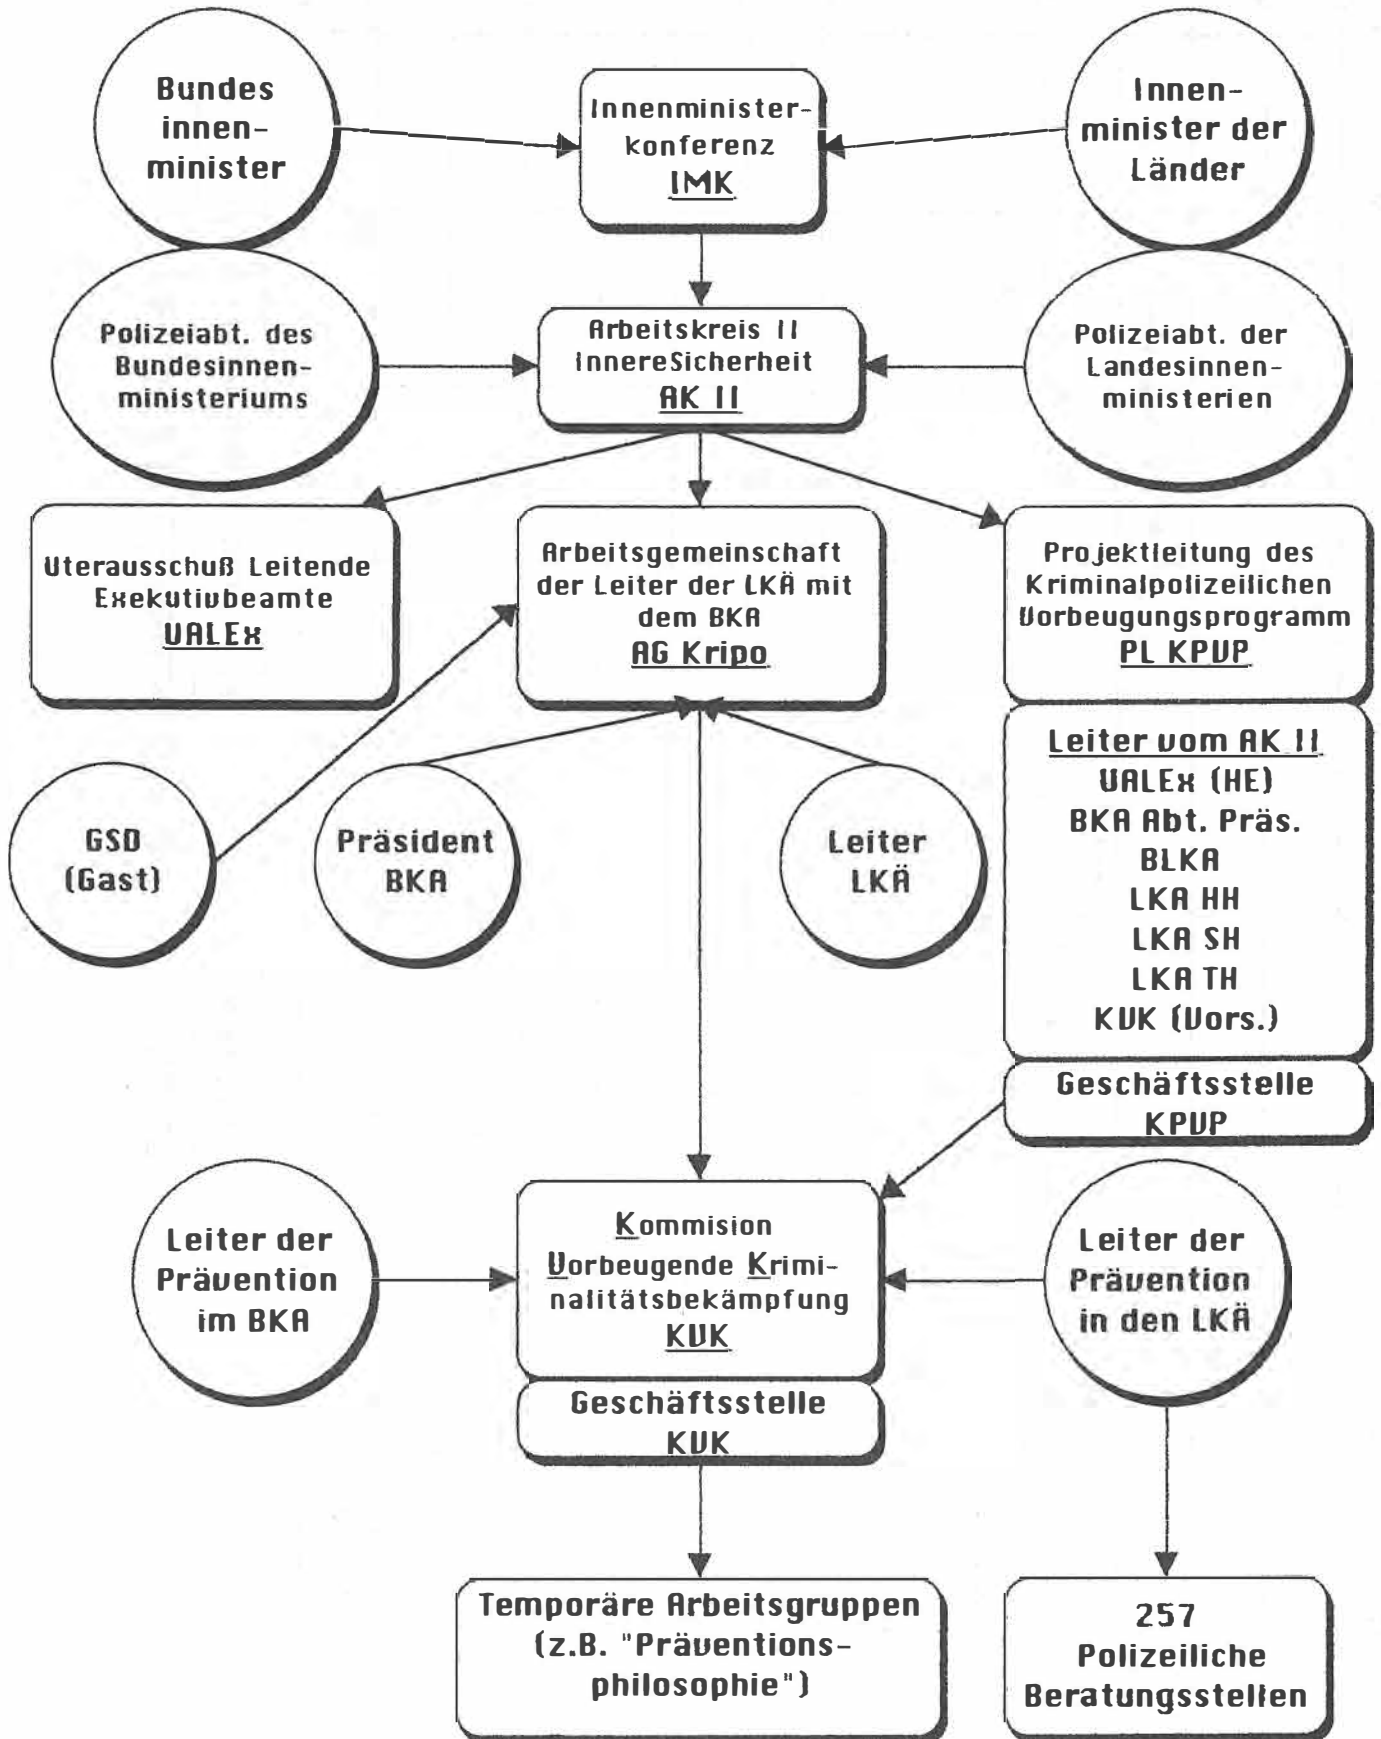 Bundes
innen-
minister
Innenminister-
konferenz
IMK
Innen-
minister der
Länder
Polizeiabt. des
Bundesinnen-
ministeriums
Arbeitskreis II
InnereSicherheit
AK II
Polizeiabt. der
Landesinnen-
ministerien
Uterausschuß Leitende
Exekutivbeamte
UALEx
Arbeitsgemeinschaft
der Leiter der LKÄ mit
dem BKA
AG Kripo
Projektleitung des
Kriminalpolizeilichen
Vorbeugungsprogramm
PL KPVP
GSD
(Gast)
Präsident
BKA
Leiter
LKÄ
Leiter vom AK II
UALEx (HE)
BKA Abt. Präs.
BLKA
LKA HH
LKA SH
LKA TH
KVK (Vors.)
Geschäftsstelle
KPVP
Leiter der
Prävention
im BKA
Kommision
Vorbeugende Krimi-
nalitätsbekämpfung
KVK
Geschäftsstelle
KVK
Leiter der
Prävention
in den LKÄ
Temporäre Arbeitsgruppen
(z.B. "Präventions-
philosophie")
257
Polizeiliche
Beratungsstellen